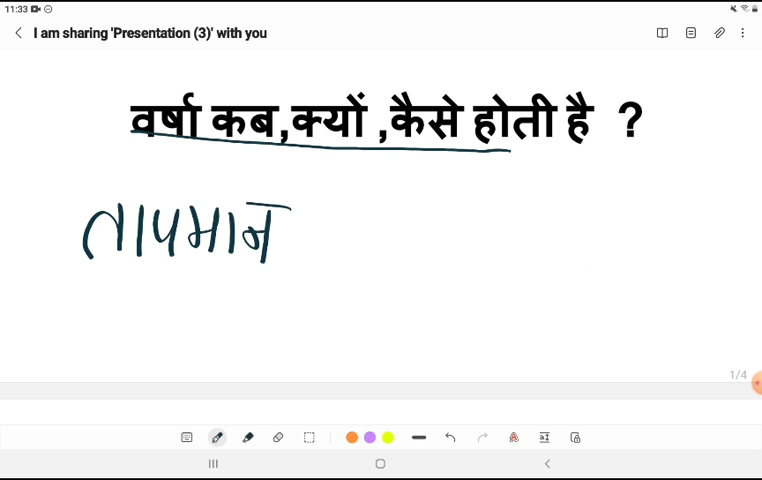 11:33
I am sharing 'Presentation (3)' with you
वर्षा कब,क्यों ,कैसे होती है ?
तापमान
1/4